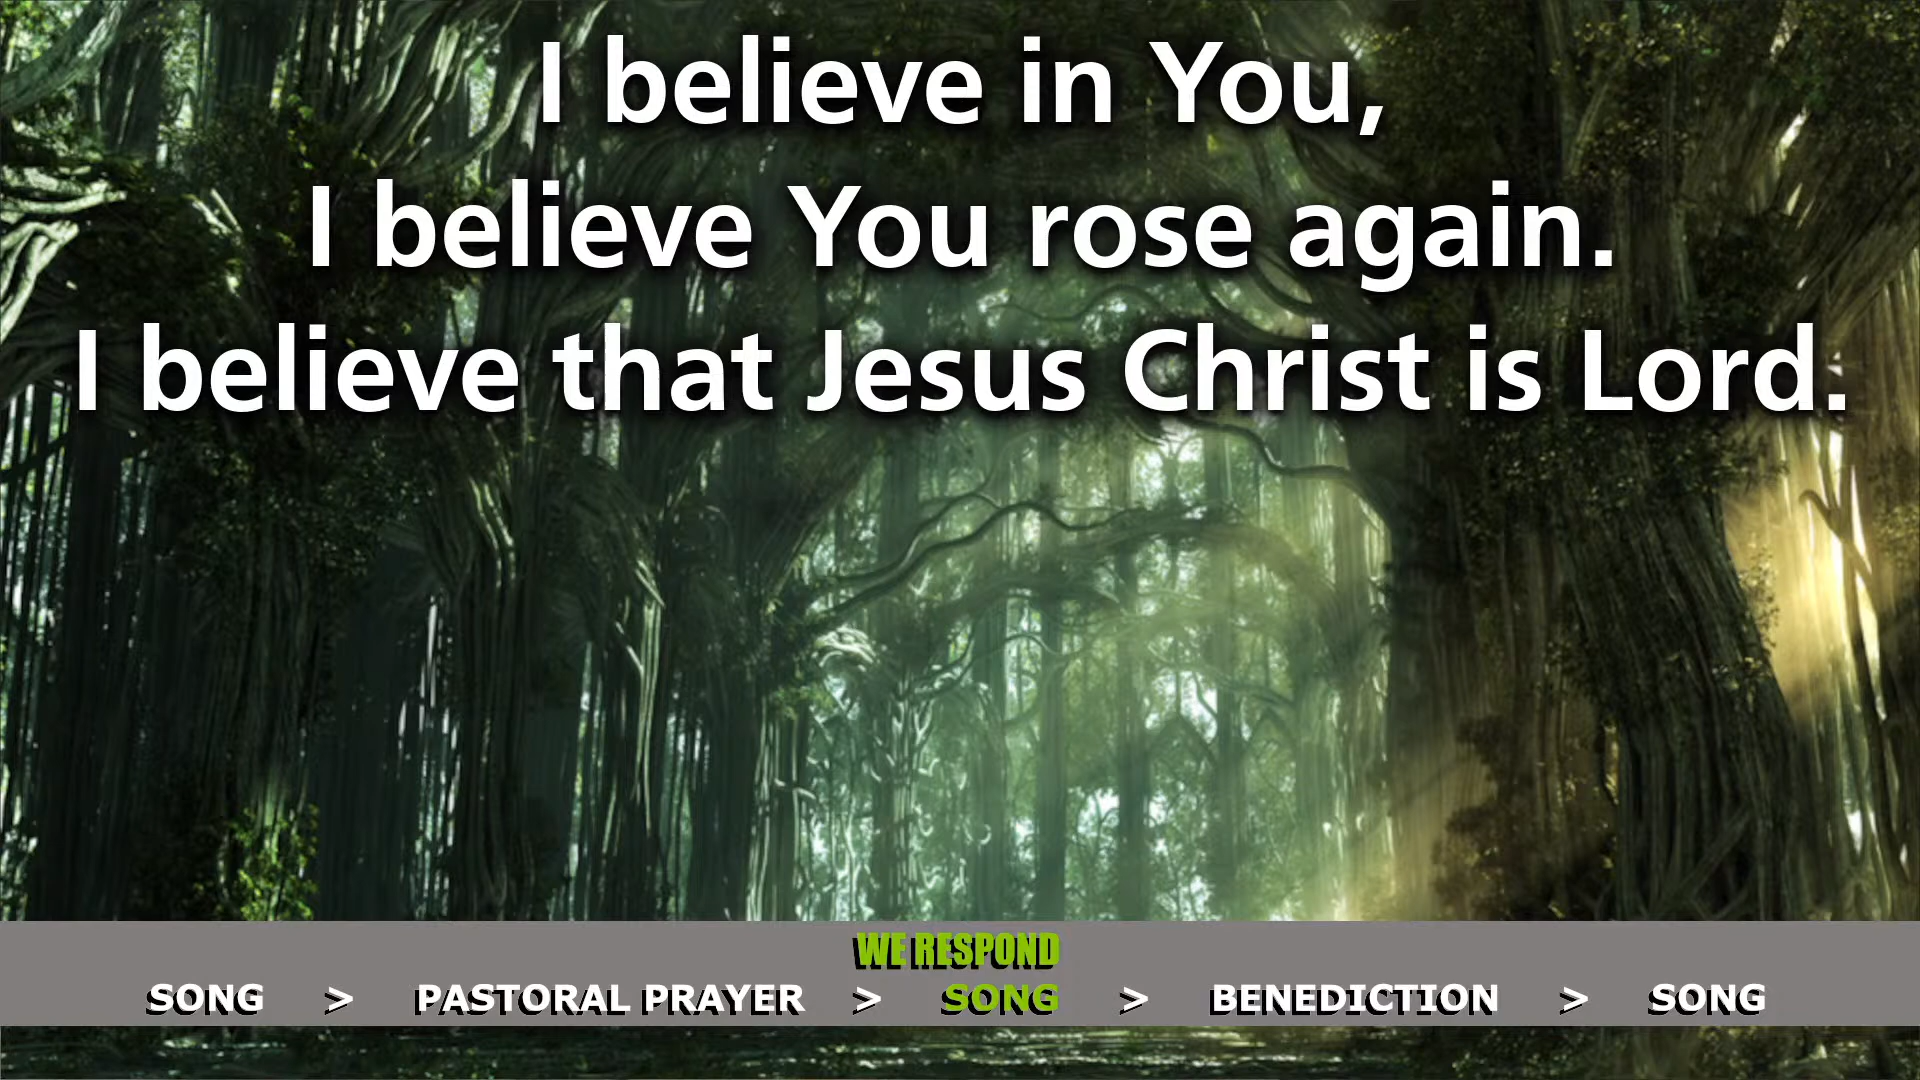 I believe in You,
I believe You rose again.
I believe that Jesus Christ is Lord.
WE RESPOND
SONG > PASTORAL PRAYER > SONG > BENEDICTION > SONG